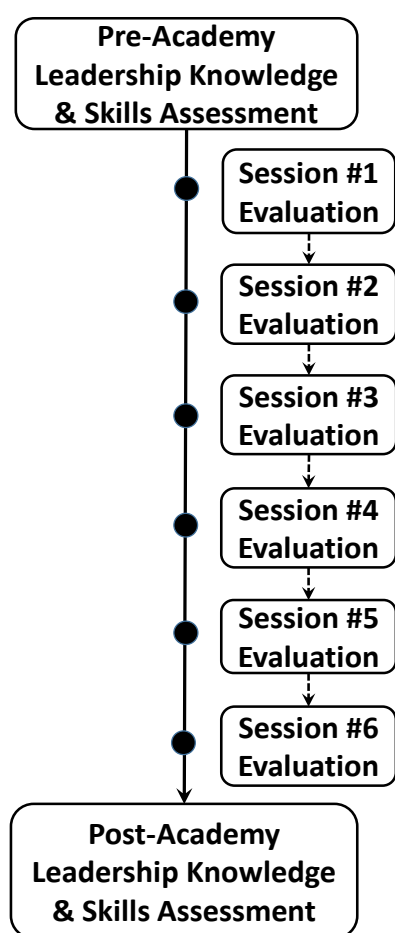 Pre-Academy
Leadership Knowledge
& Skills Assessment
Session #1
Evaluation
Session #2
Evaluation
Session #3
Evaluation
Session #4
Evaluation
Session #5
Evaluation
Session #6
Evaluation
Post-Academy
Leadership Knowledge
& Skills Assessment